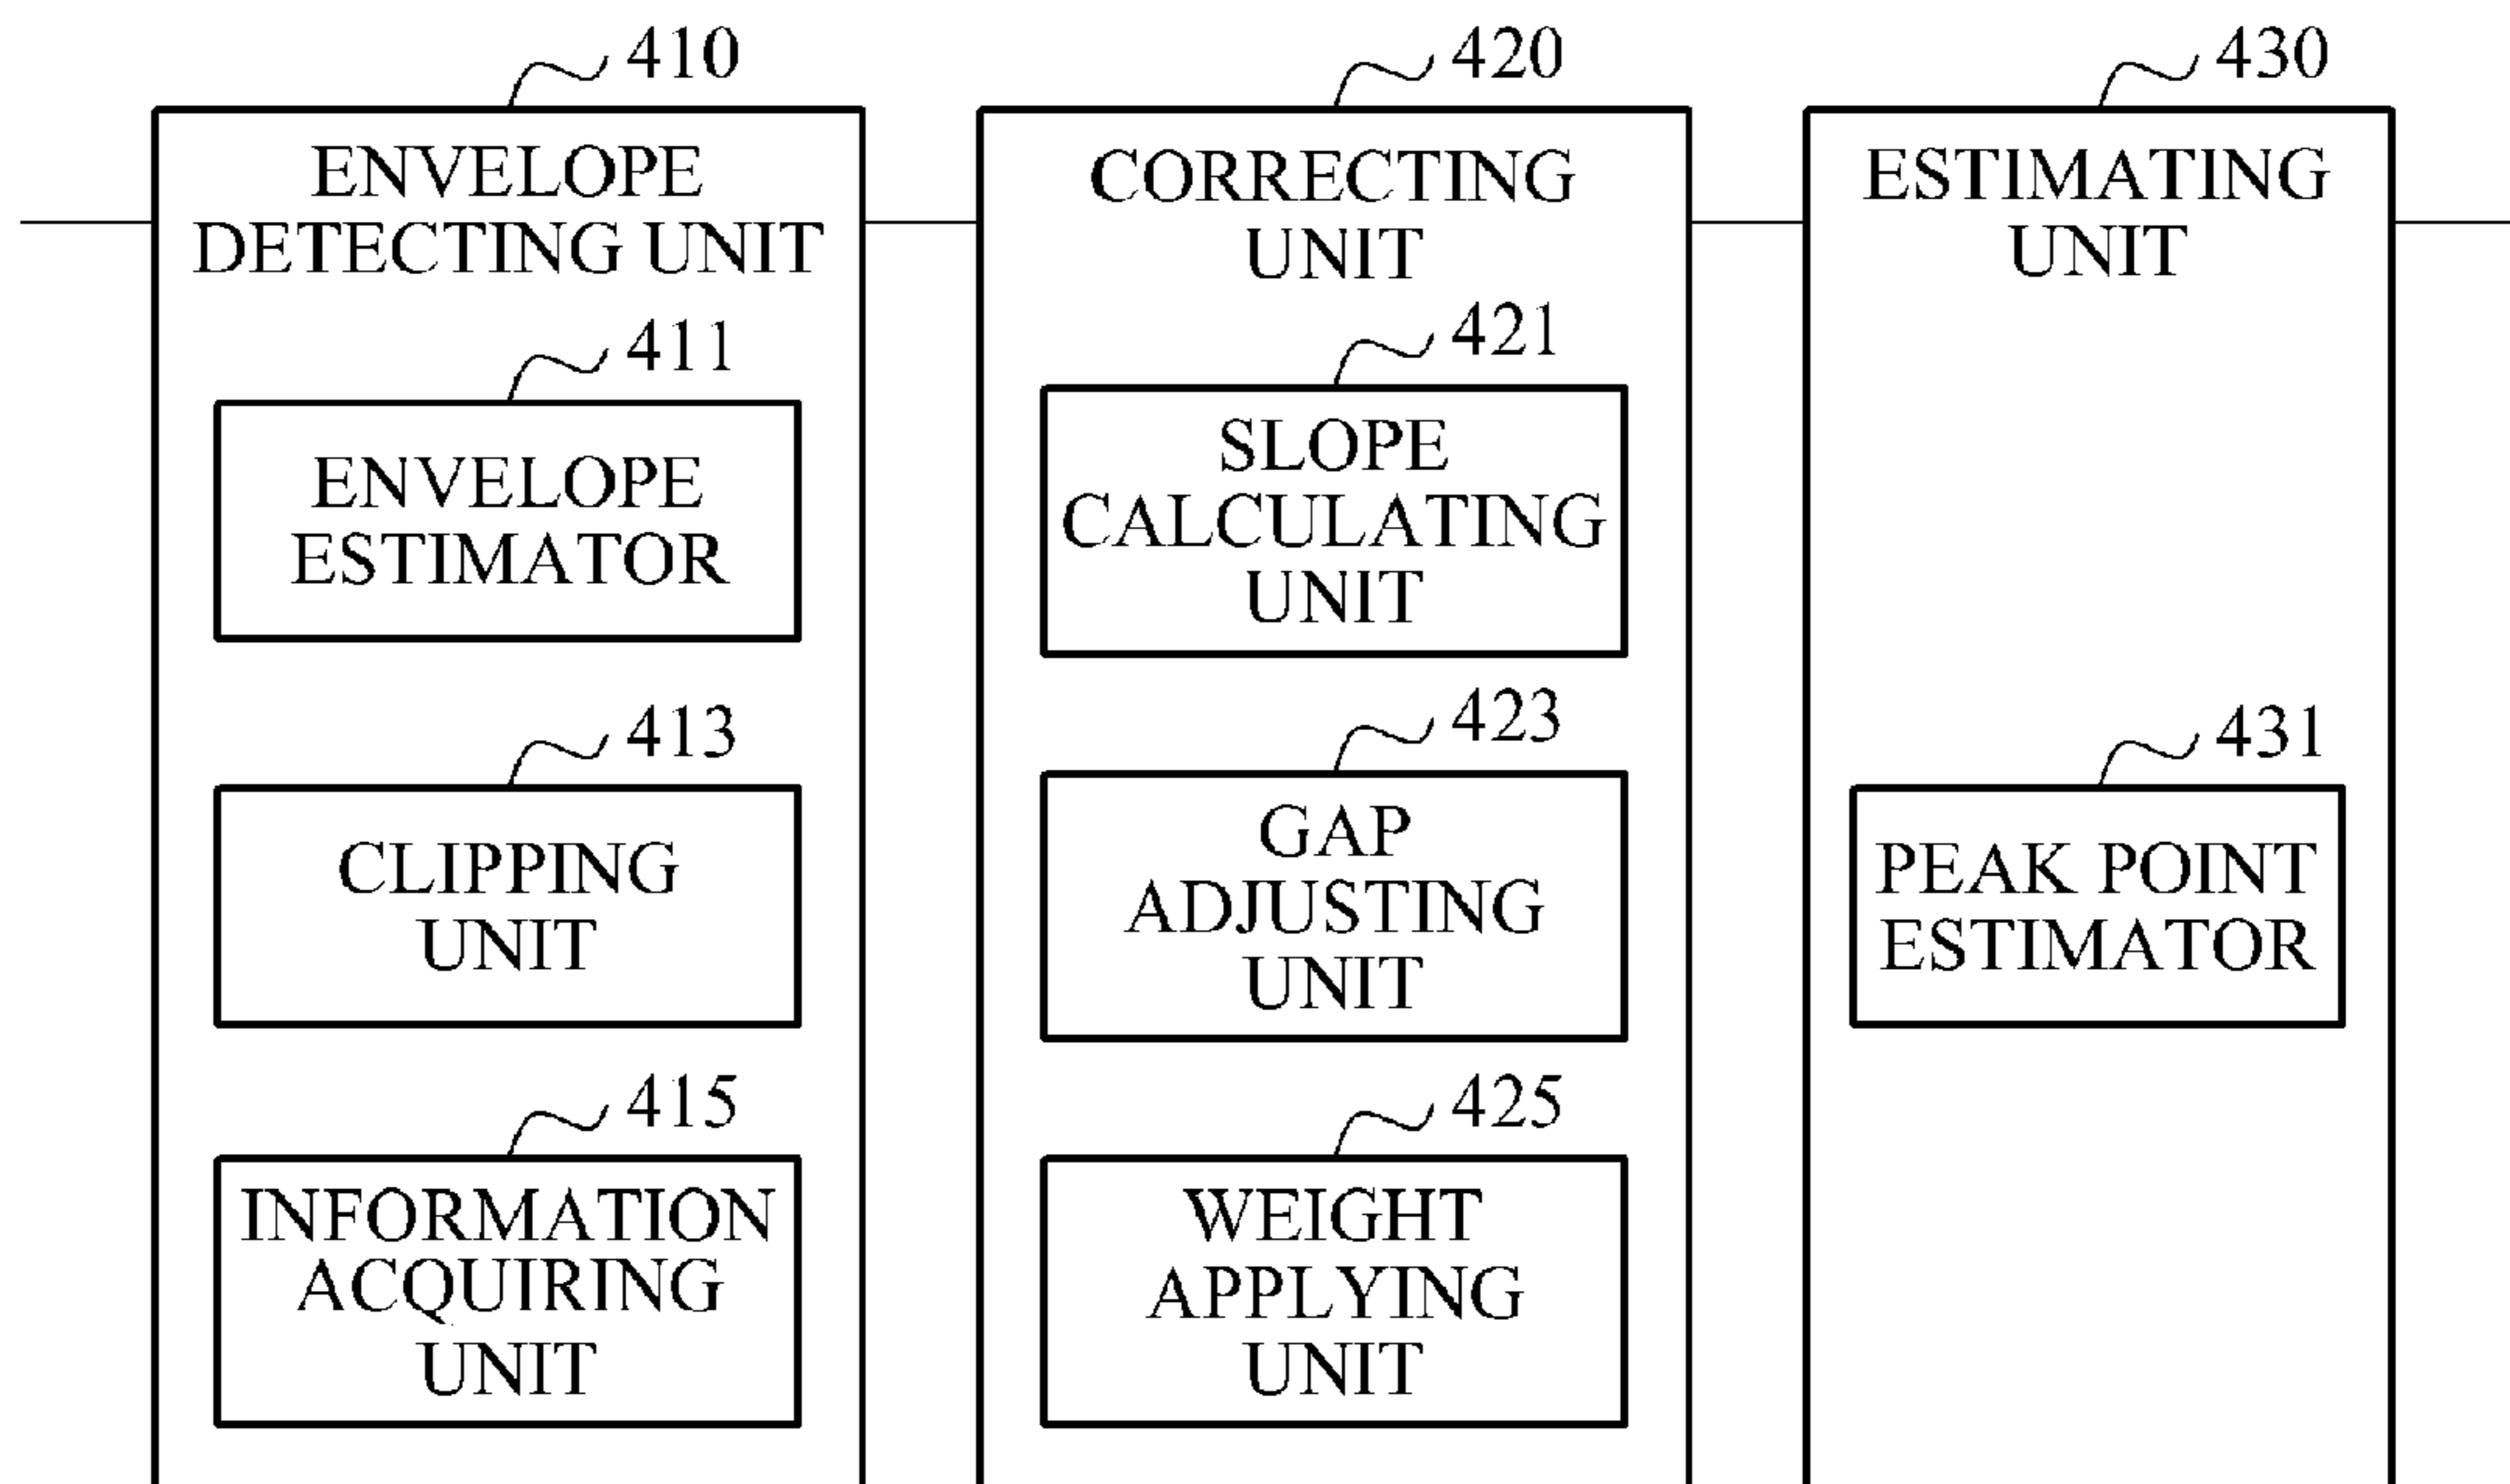 410
ENVELOPE
DETECTING UNIT
411
ENVELOPE
ESTIMATOR
413
CLIPPING
UNIT
415
INFORMATION
ACQUIRING
UNIT
420
CORRECTING
UNIT
421
SLOPE
CALCULATING
UNIT
423
GAP
ADJUSTING
UNIT
425
WEIGHT
APPLYING
UNIT
430
ESTIMATING
UNIT
431
PEAK POINT
ESTIMATOR